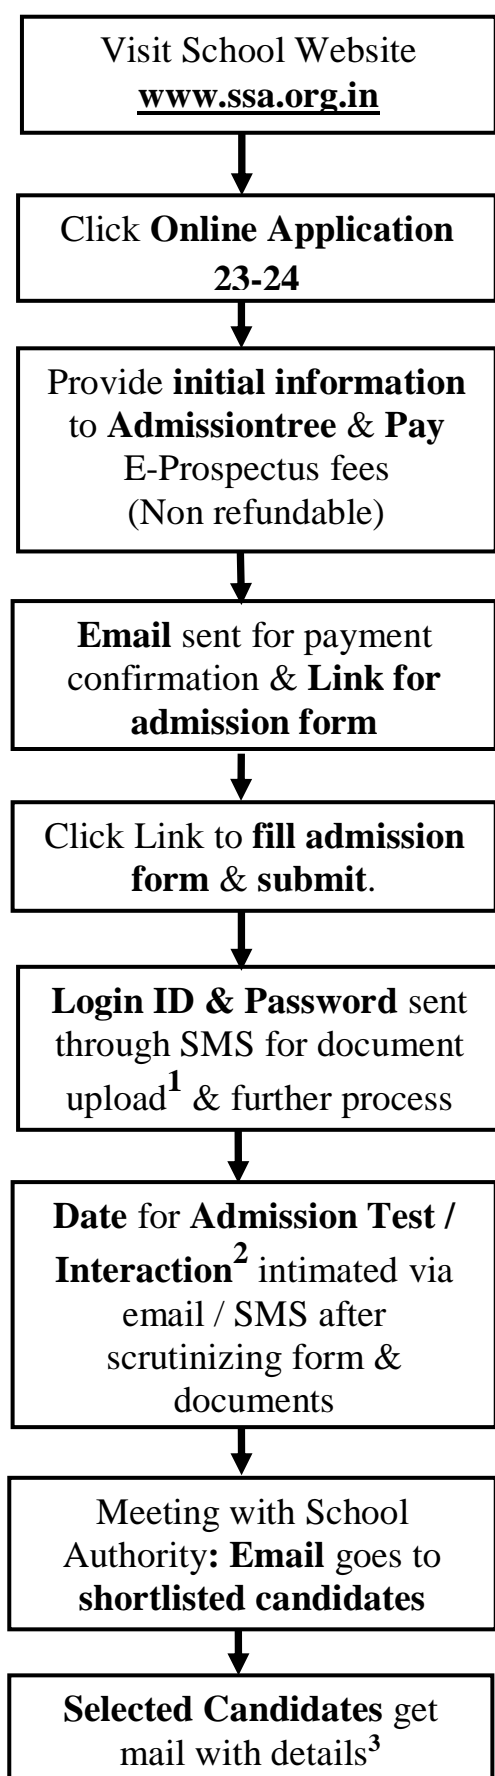 Visit School Website
www.ssa.org.in
Click Online Application
23-24
Provide initial information
to Admissiontree & Pay
E-Prospectus fees
(Non refundable)
Email sent for payment
confirmation & Link for
admission form
Click Link to fill admission
form & submit.
Login ID & Password sent
through SMS for document
upload¹ & further process
Date for Admission Test /
Interaction² intimated via
email / SMS after
scrutinizing form &
documents
Meeting with School
Authority: Email goes to
shortlisted candidates
Selected Candidates get
mail with details³